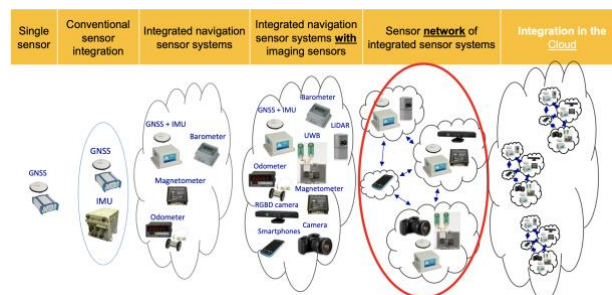 Single
sensor
Conventional
sensor
integration
Integrated navigation
sensor systems
Integrated navigation
sensor systems with
imaging sensors
Sensor network of
integrated sensor systems
Integration in the
Cloud
GNSS
GNSS
IMU
GNSS + IMU
Barometer
Magnetometer
Odometer
Barometer
GNSS + IMU
LiDAR
UWB
Odometer
Magnetometer
RGBD camera
Smartphones
Camera